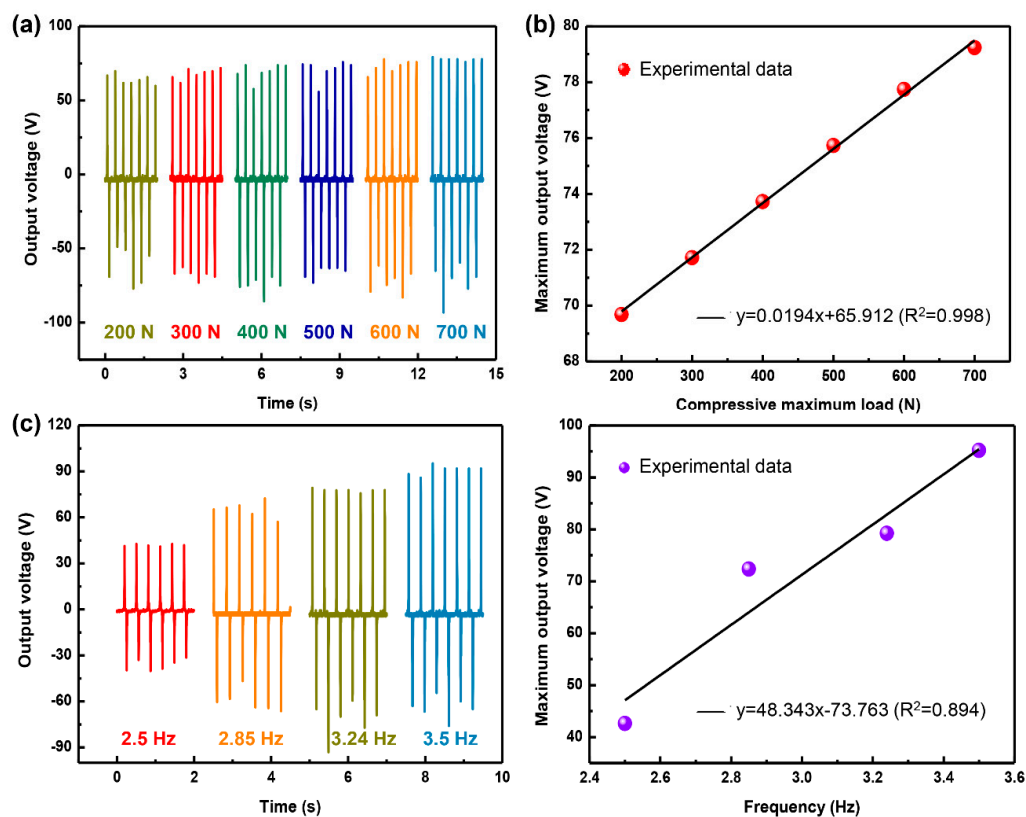 (a)
100
50
0
-50
-100
Output voltage (V)
200 N 300 N 400 N 500 N 600 N 700 N
0 3 6 9 12 15
Time (s)
(b)
80
78
76
74
72
70
68
Maximum output voltage (V)
Experimental data
y=0.0194x+65.912 (R²=0.998)
200 300 400 500 600 700
Compressive maximum load (N)
(c)
120
90
60
30
0
-30
-60
-90
Output voltage (V)
2.5 Hz 2.85 Hz 3.24 Hz 3.5 Hz
0 2 4 6 8 10
Time (s)
100
90
80
70
60
50
40
Maximum output voltage (V)
Experimental data
y=48.343x-73.763 (R²=0.894)
2.4 2.6 2.8 3.0 3.2 3.4 3.6
Frequency (Hz)